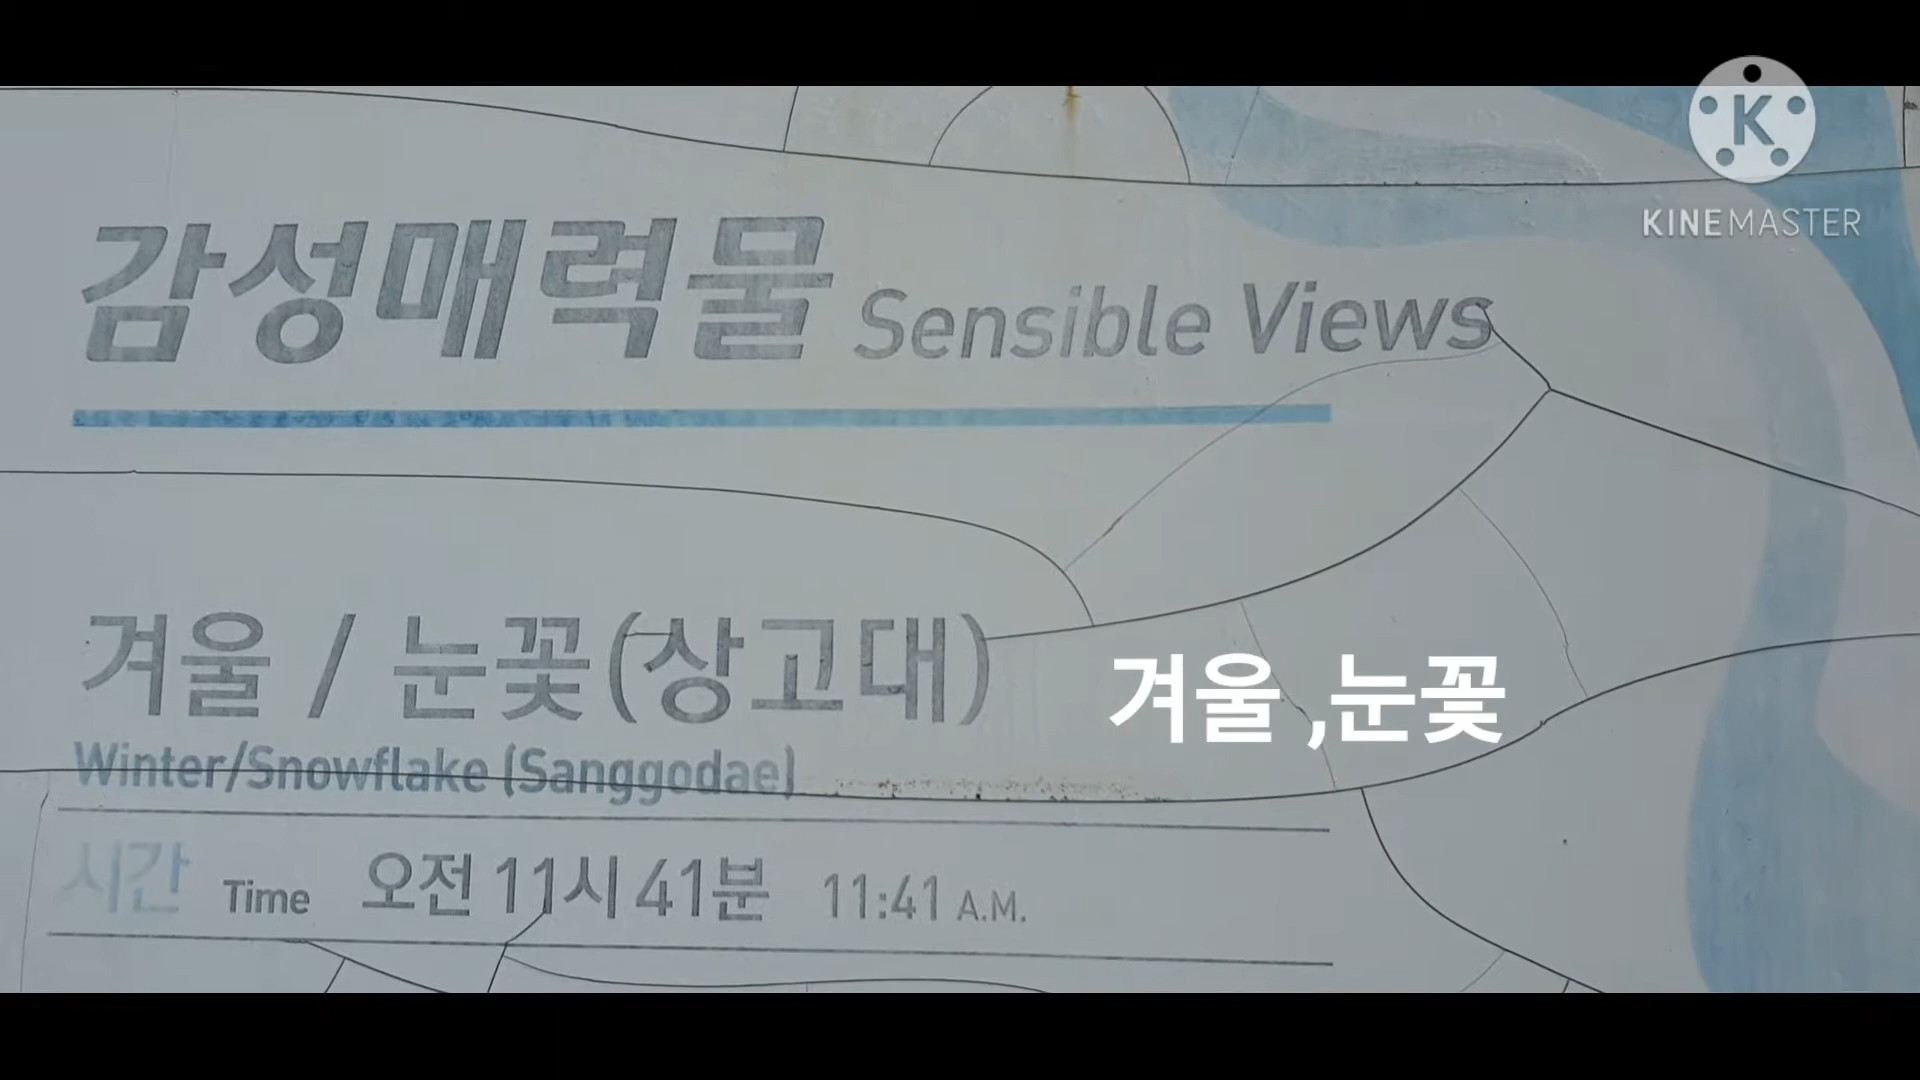 KINEMASTER
감성매력물 Sensible Views
겨울 / 눈꽃(상고대)
겨울 ,눈꽃
Winter/Snowflake (Sanggodae)
시간 Time 오전 11시 41분 11:41 A.M.